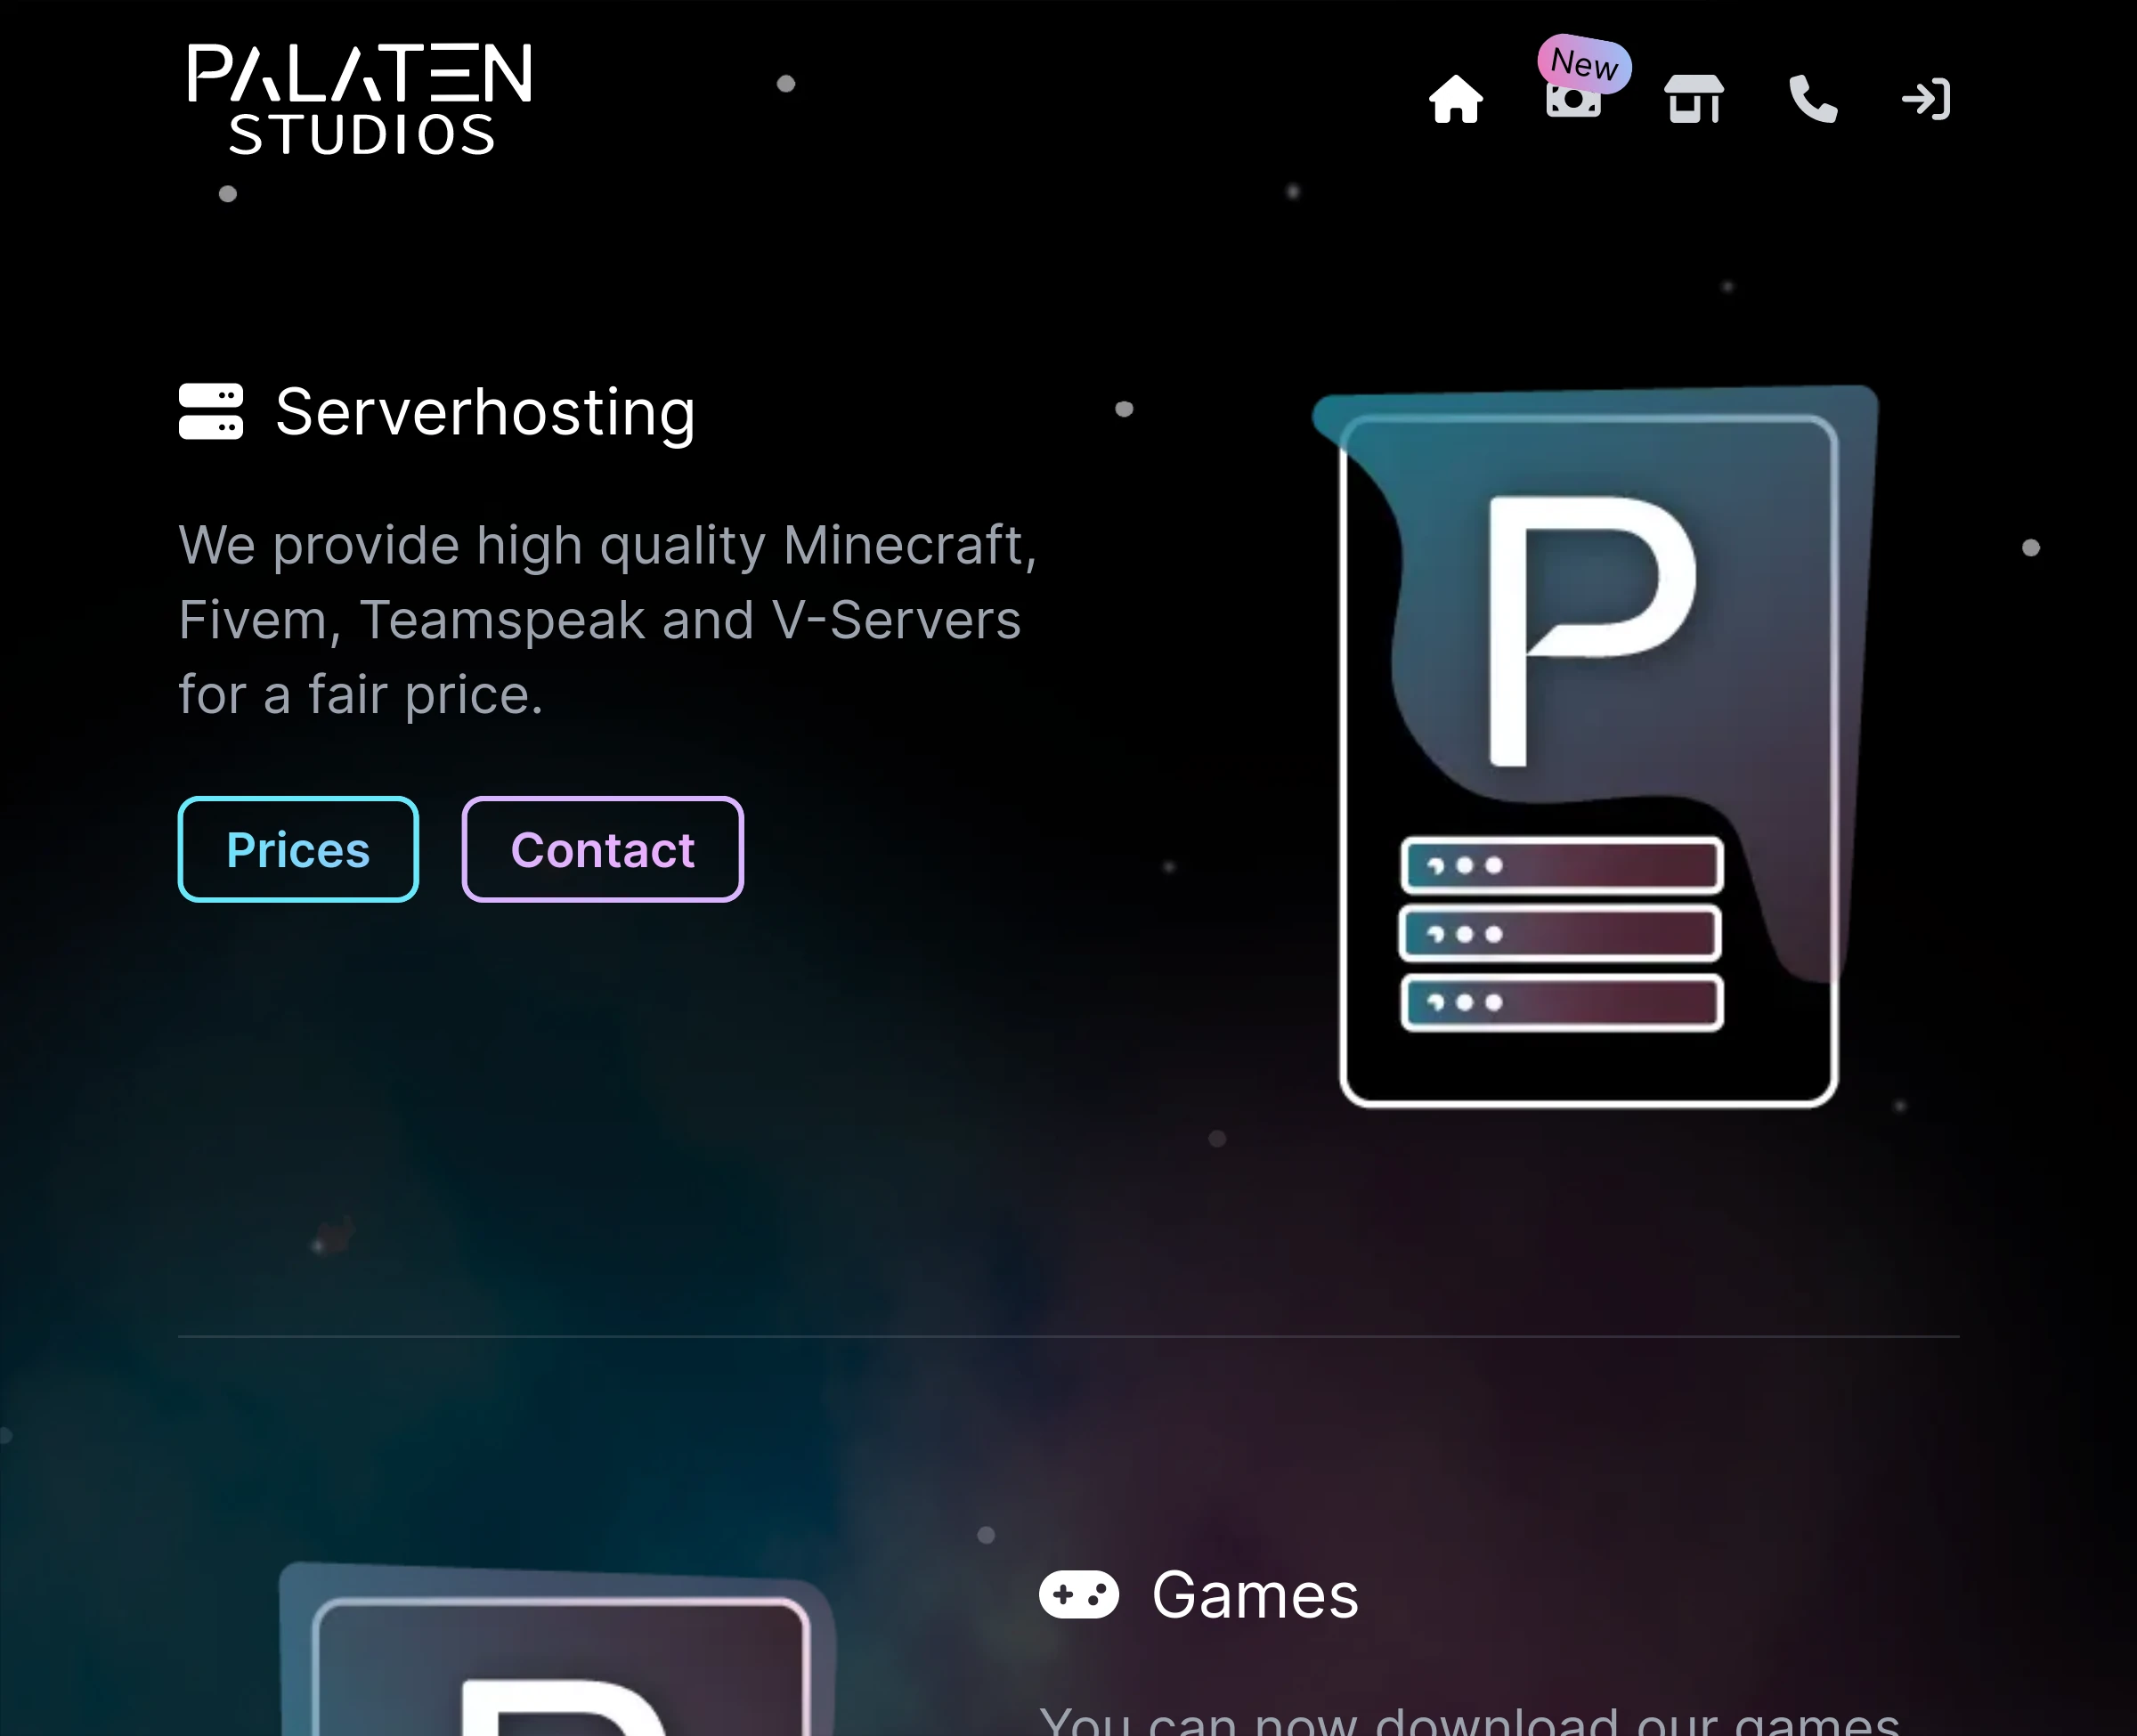 PALATEN
STUDIOS
New
Serverhosting
We provide high quality Minecraft,
Fivem, Teamspeak and V-Servers
for a fair price.
Prices
Contact
P
Games
You can now download our games
P